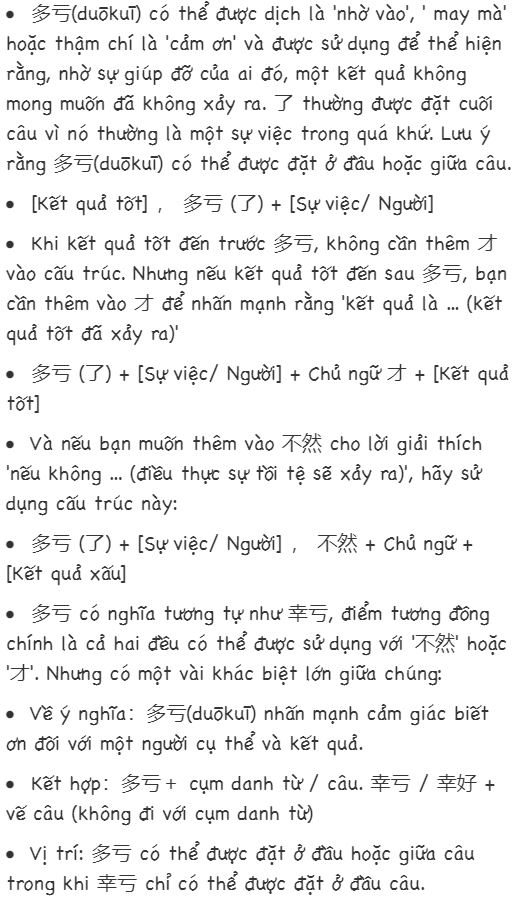 • 多亏(duōkuī) có thể được dịch là 'nhờ vào', ' may mà'
hoặc thậm chí là 'cảm ơn' và được sử dụng để thể hiện
rằng, nhờ sự giúp đỡ của ai đó, một kết quả không
mong muốn đã không xảy ra. 了 thường được đặt cuối
câu vì nó thường là một sự việc trong quá khứ. Lưu ý
rằng 多亏(duōkuī) có thể được đặt ở đầu hoặc giữa câu.
• [Kết quả tốt] ， 多亏 (了) + [Sự việc/ Người]
• Khi kết quả tốt đến trước 多亏, không cần thêm 才
vào cấu trúc. Nhưng nếu kết quả tốt đến sau 多亏, bạn
cần thêm vào 才 để nhấn mạnh rằng 'kết quả là ... (kết
quả tốt đã xảy ra)'
• 多亏 (了) + [Sự việc/ Người] + Chủ ngữ 才 + [Kết quả
tốt]
• Và nếu bạn muốn thêm vào 不然 cho lời giải thích
'nếu không ... (điều thực sự tồi tệ sẽ xảy ra)', hãy sử
dụng cấu trúc này:
• 多亏 (了) + [Sự việc/ Người] ， 不然 + Chủ ngữ +
[Kết quả xấu]
• 多亏 có nghĩa tương tự như 幸亏, điểm tương đồng
chính là cả hai đều có thể được sử dụng với '不然' hoặc
'才'. Nhưng có một vài khác biệt lớn giữa chúng:
• Về ý nghĩa：多亏(duōkuī) nhấn mạnh cảm giác biết
ơn đối với một người cụ thể và kết quả.
• Kết hợp：多亏＋ cụm danh từ / câu. 幸亏 / 幸好 +
vế câu (không đi với cụm danh từ)
• Vị trí: 多亏 có thể được đặt ở đầu hoặc giữa câu
trong khi 幸亏 chỉ có thể được đặt ở đầu câu.